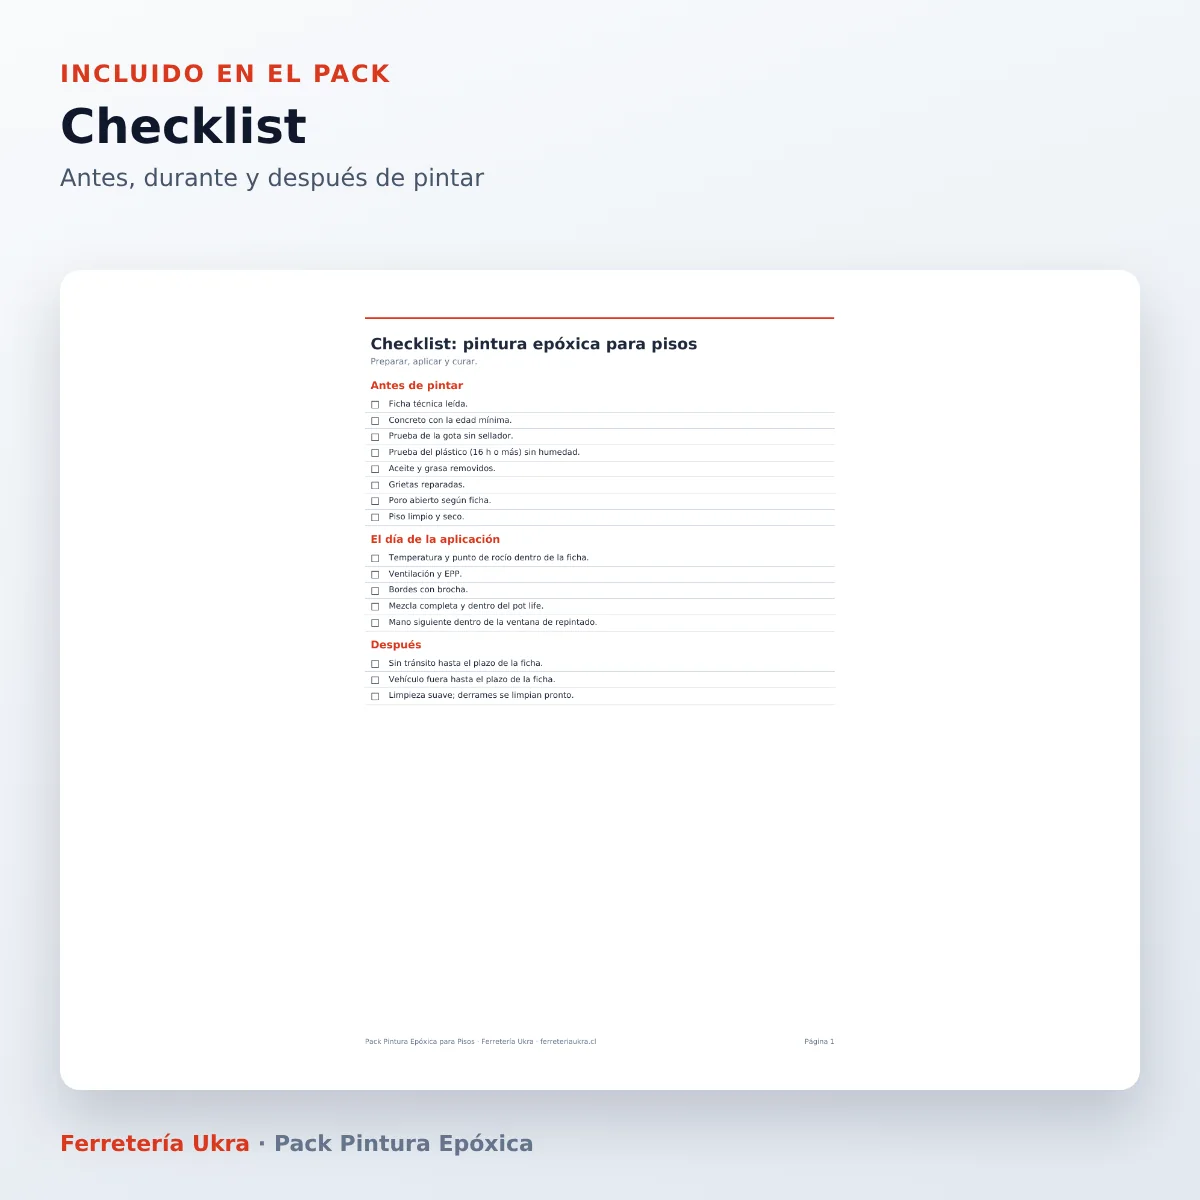 INCLUIDO EN EL PACK
Checklist
Antes, durante y después de pintar
Checklist: pintura epóxica para pisos
Preparar, aplicar y curar.
Antes de pintar
☐ Ficha técnica leída.
☐ Concreto con la edad mínima.
☐ Prueba de la gota sin sellador.
☐ Prueba del plástico (16 h o más) sin humedad.
☐ Aceite y grasa removidos.
☐ Grietas reparadas.
☐ Poro abierto según ficha.
☐ Piso limpio y seco.
El día de la aplicación
☐ Temperatura y punto de rocío dentro de la ficha.
☐ Ventilación y EPP.
☐ Bordes con brocha.
☐ Mezcla completa y dentro del pot life.
☐ Mano siguiente dentro de la ventana de repintado.
Después
☐ Sin tránsito hasta el plazo de la ficha.
☐ Vehículo fuera hasta el plazo de la ficha.
☐ Limpieza suave; derrames se limpian pronto.
Pack Pintura Epóxica para Pisos · Ferretería Ukra · ferreteriaukra.cl Página 1
Ferretería Ukra · Pack Pintura Epóxica